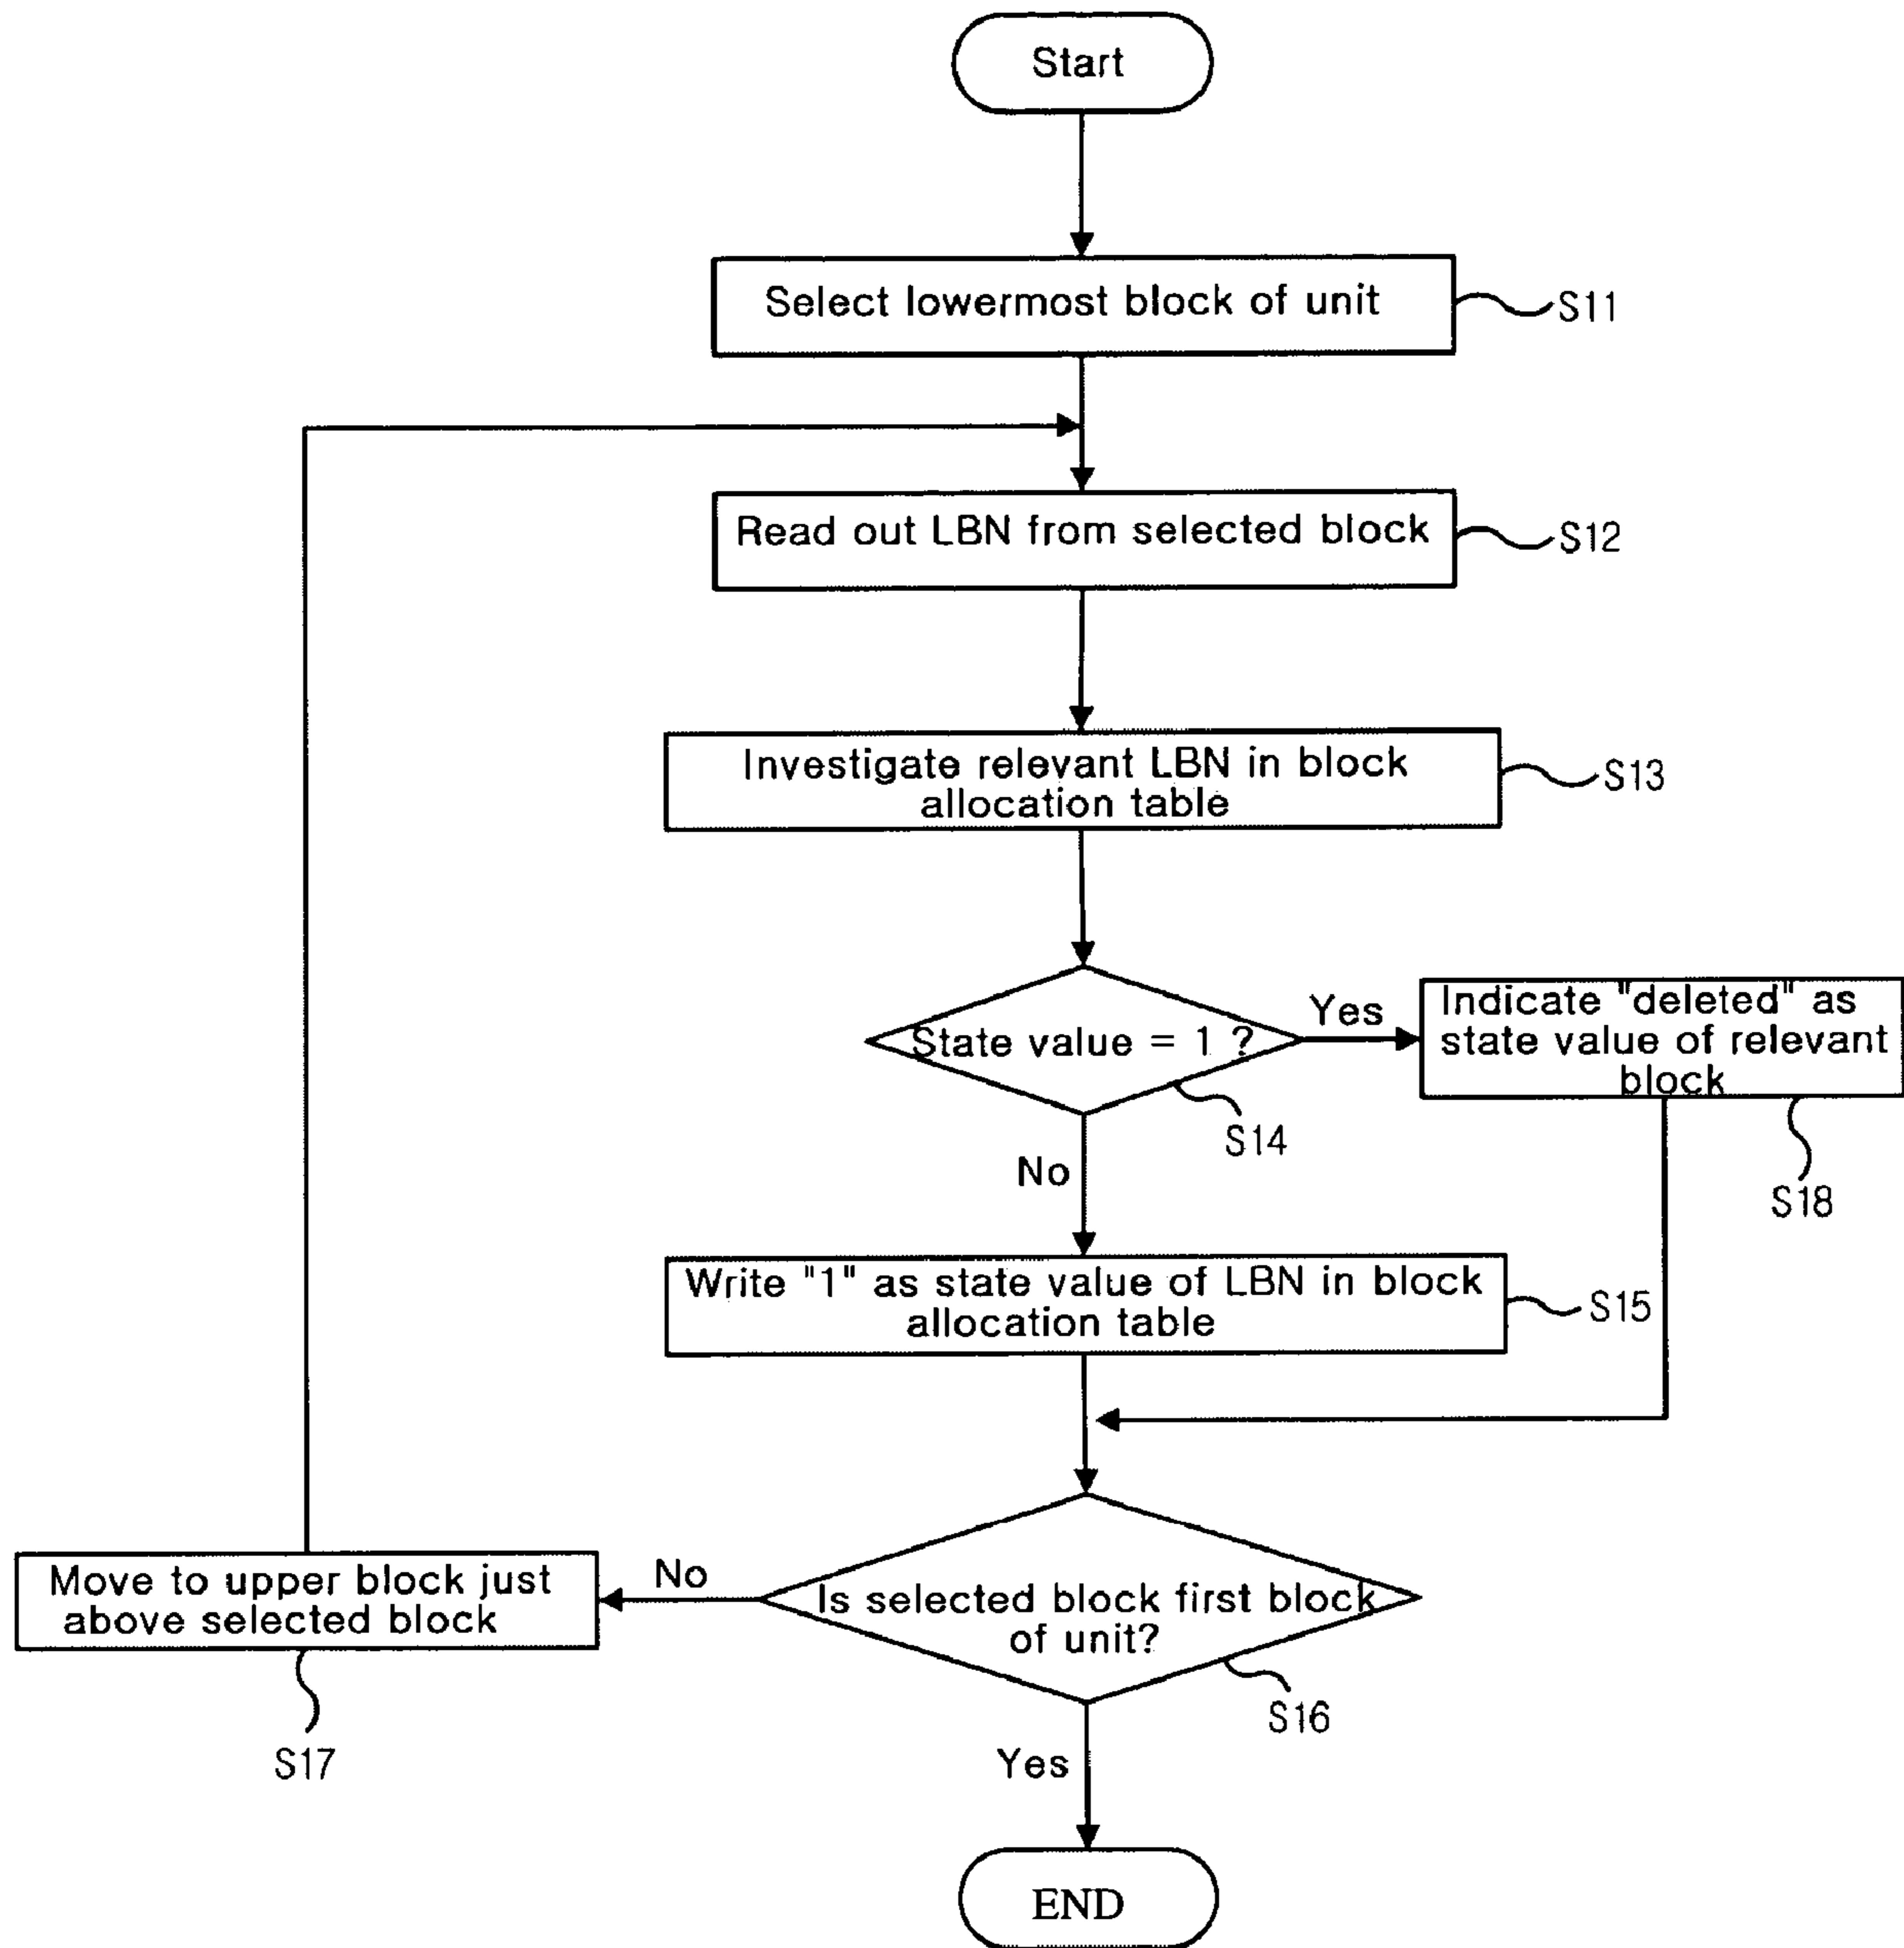 Start
Select lowermost block of unit
S11
Read out LBN from selected block
S12
Investigate relevant LBN in block
allocation table
S13
State value = 1 ?
S14
Yes
Indicate "deleted" as
state value of relevant
block
S18
No
Write "1" as state value of LBN in block
allocation table
S15
Is selected block first block
of unit?
S16
No
Move to upper block just
above selected block
S17
Yes
END